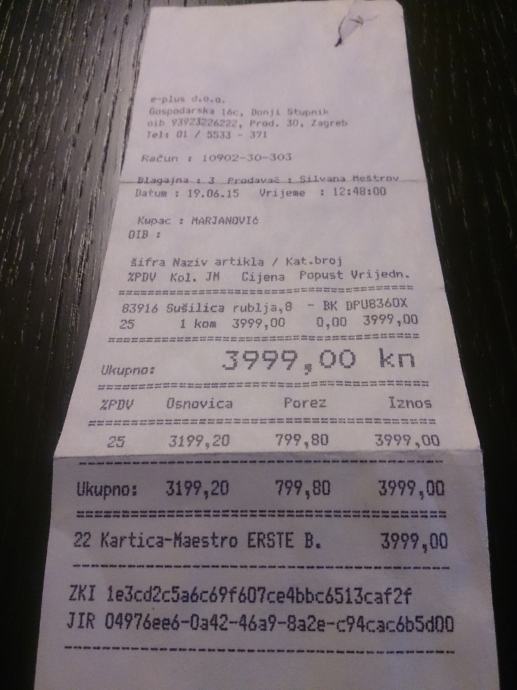 e-plus d.o.o.
Gospodarska 16c, Donji Stupnik
oib 93923226222, Prod. 30, Zagreb
Tel: 01 / 5533 - 371
Račun : 10902-30-303
Blagajna : 3 Prodavač : Silvana Meštrov
Datum : 19.06.15 Vrijeme : 12:48:00
Kupac : MARJANOVIĆ
OIB :
Šifra Naziv artikla / Kat.broj
%PDV Kol. JM Cijena Popust Vrijedn.
83916 Sušilica rublja,8 - BK DPU8360X
25 1 kom 3999,00 0,00 3999,00
Ukupno: 3999,00 kn
%PDV Osnovica Porez Iznos
25 3199,20 799,80 3999,00
Ukupno: 3199,20 799,80 3999,00
22 Kartica-Maestro ERSTE B. 3999,00
ZKI 1e3cd2c5a6c69f607ce4bbc6513caf2f
JIR 04976ee6-0a42-46a9-8a2e-c94cac6b5d00